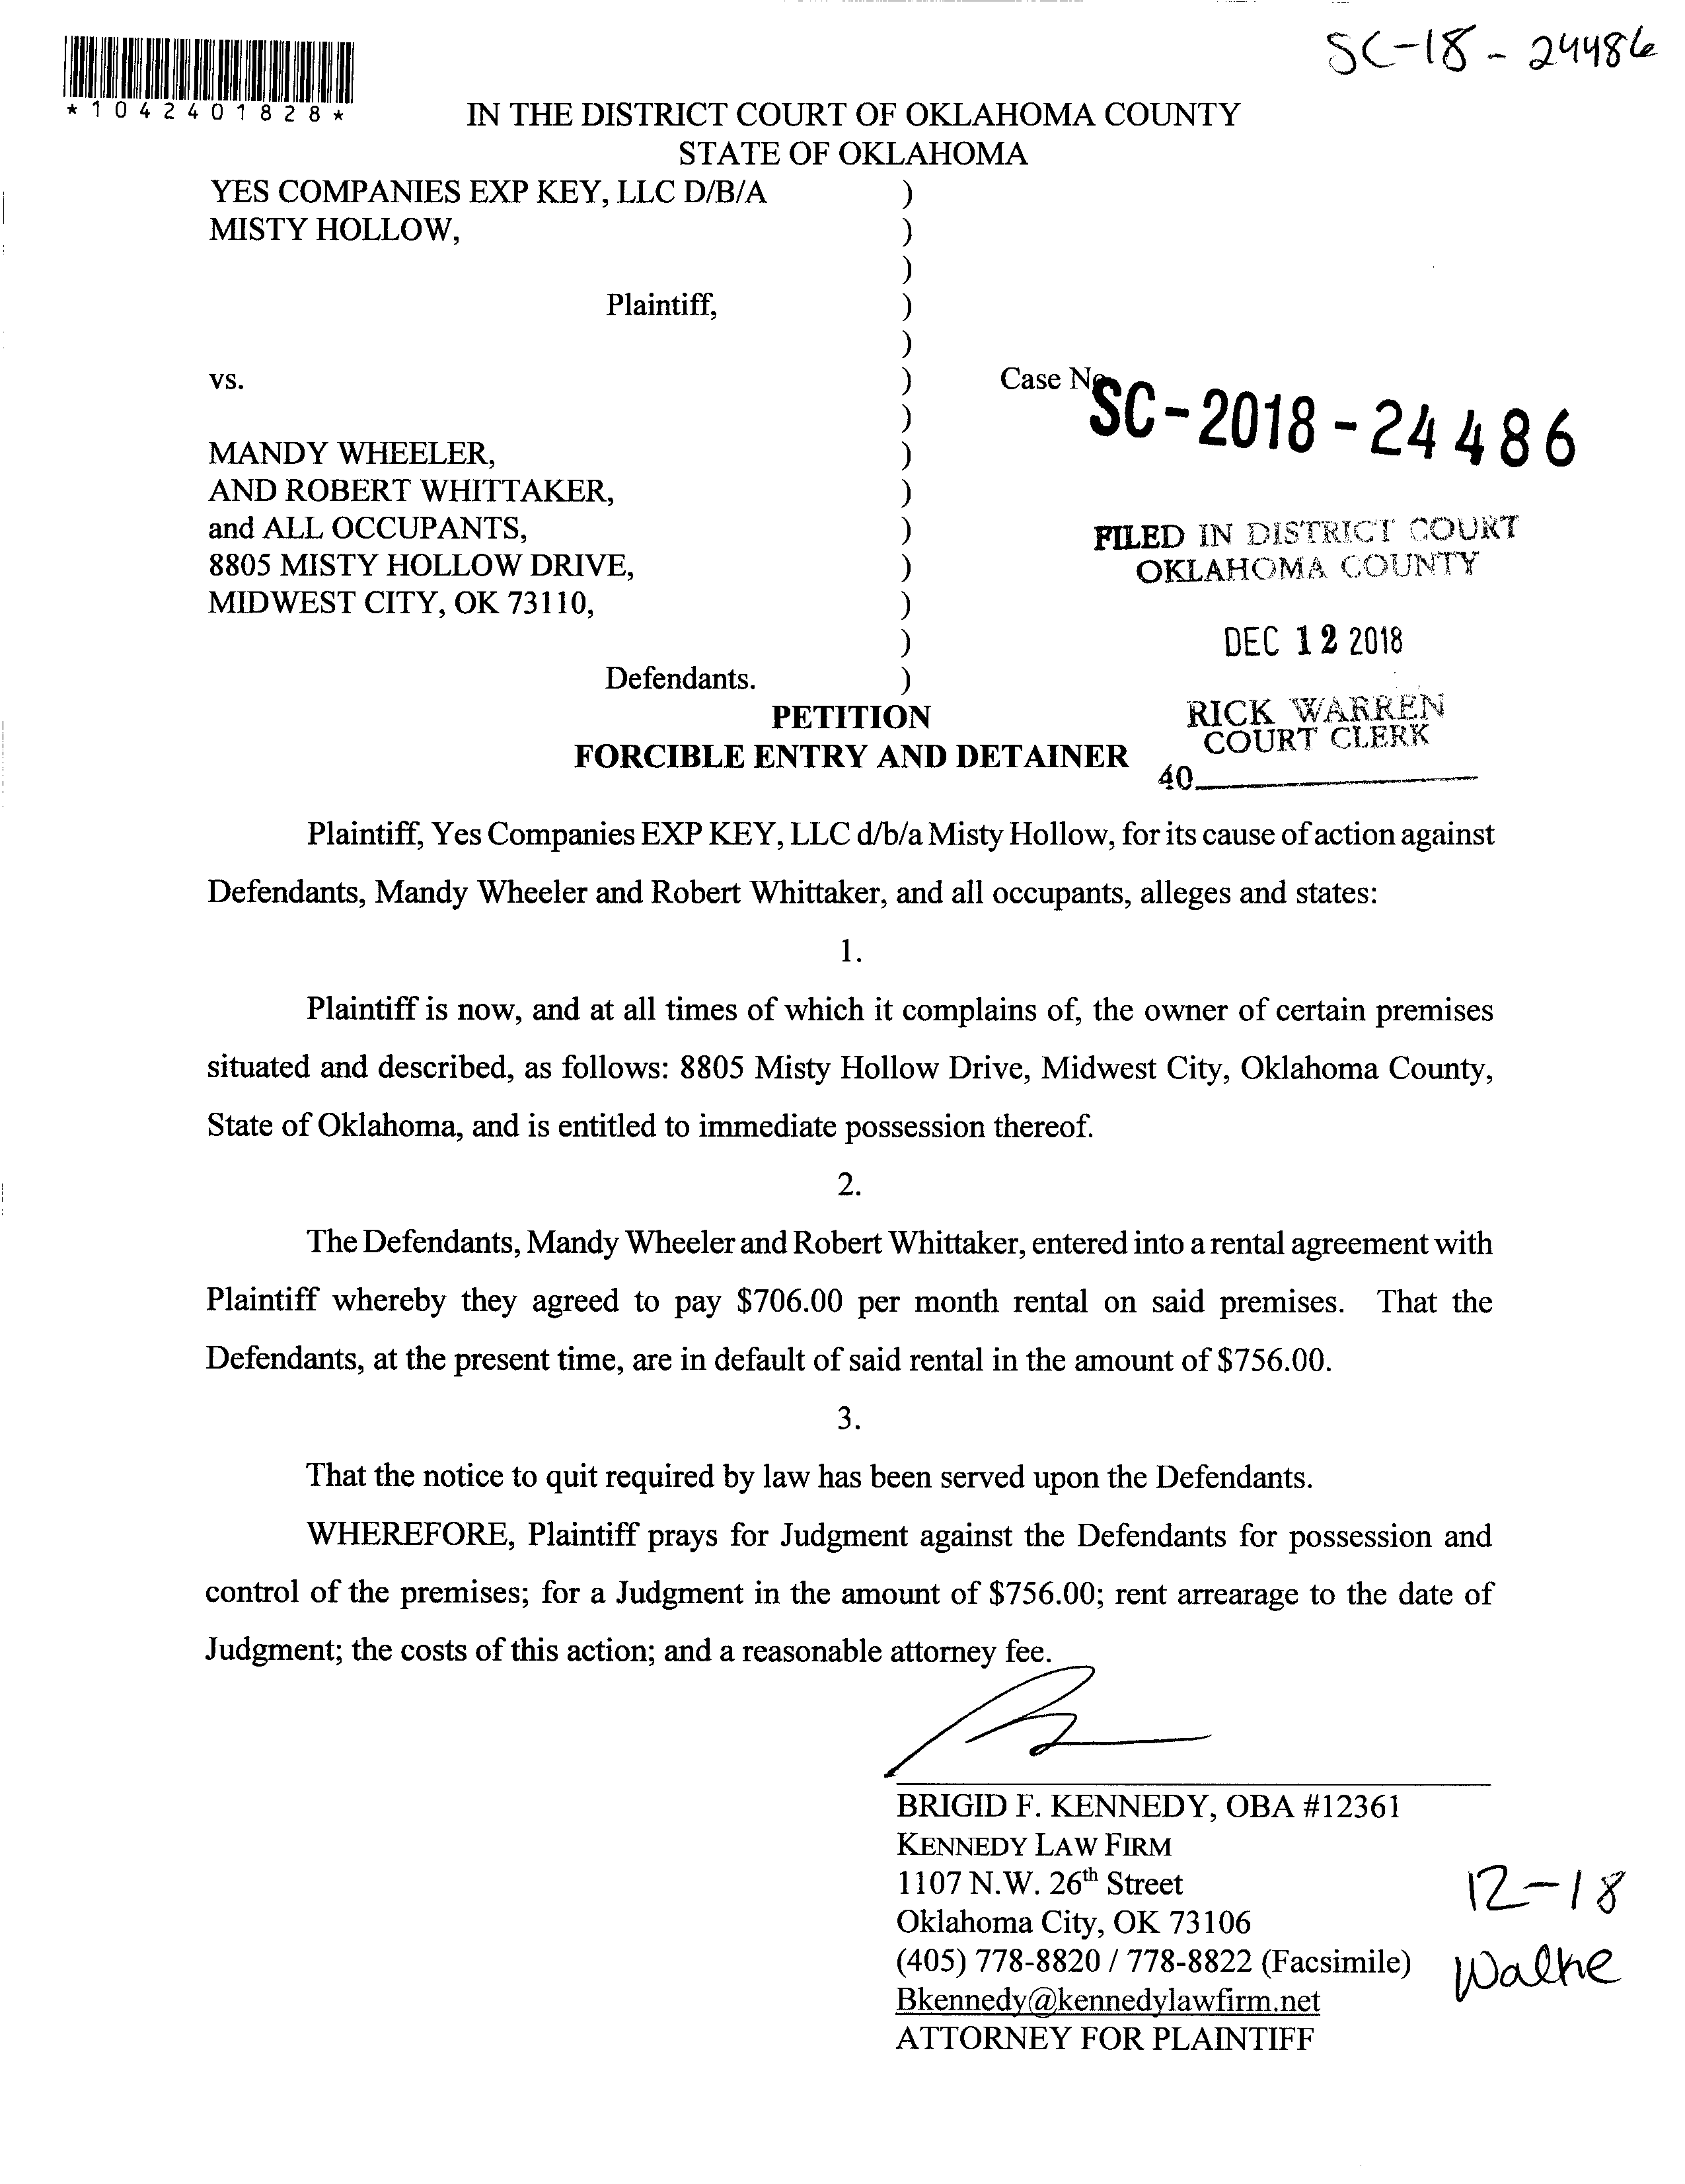 SC-18-24486
*1042401828*
IN THE DISTRICT COURT OF OKLAHOMA COUNTY
STATE OF OKLAHOMA
YES COMPANIES EXP KEY, LLC D/B/A )
MISTY HOLLOW, )
)
Plaintiff, )
)
vs. ) Case No.
SC-2018-24486
)
MANDY WHEELER, )
AND ROBERT WHITTAKER, )
and ALL OCCUPANTS, )
8805 MISTY HOLLOW DRIVE, )
MIDWEST CITY, OK 73110, )
)
Defendants. )
FILED IN DISTRICT COURT
OKLAHOMA COUNTY
DEC 12 2018
RICK WARREN
COURT CLERK
40
PETITION
FORCIBLE ENTRY AND DETAINER
Plaintiff, Yes Companies EXP KEY, LLC d/b/a Misty Hollow, for its cause of action against
Defendants, Mandy Wheeler and Robert Whittaker, and all occupants, alleges and states:
1.
Plaintiff is now, and at all times of which it complains of, the owner of certain premises
situated and described, as follows: 8805 Misty Hollow Drive, Midwest City, Oklahoma County,
State of Oklahoma, and is entitled to immediate possession thereof.
2.
The Defendants, Mandy Wheeler and Robert Whittaker, entered into a rental agreement with
Plaintiff whereby they agreed to pay $706.00 per month rental on said premises. That the
Defendants, at the present time, are in default of said rental in the amount of $756.00.
3.
That the notice to quit required by law has been served upon the Defendants.
WHEREFORE, Plaintiff prays for Judgment against the Defendants for possession and
control of the premises; for a Judgment in the amount of $756.00; rent arrearage to the date of
Judgment; the costs of this action; and a reasonable attorney fee.
BRIGID F. KENNEDY, OBA #12361
KENNEDY LAW FIRM
1107 N.W. 26th Street
Oklahoma City, OK 73106
(405) 778-8820 / 778-8822 (Facsimile)
Bkennedy@kennedylawfirm.net
ATTORNEY FOR PLAINTIFF
12-18
Walke